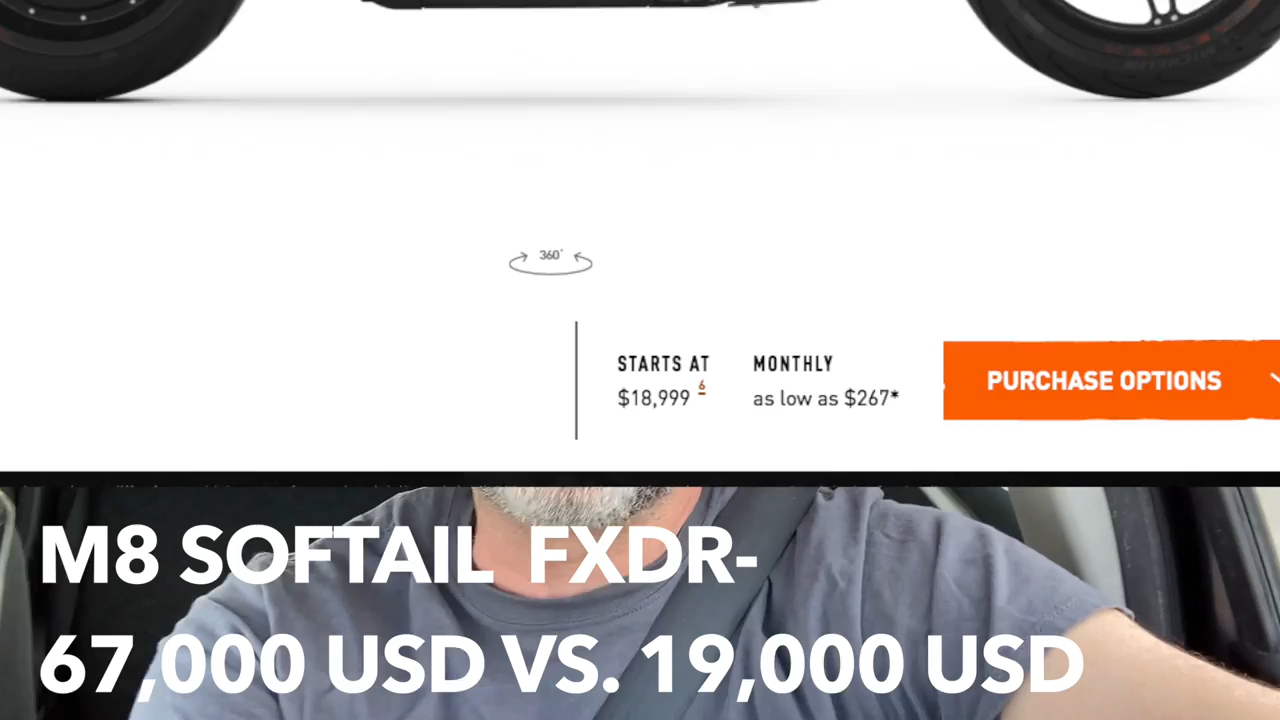 MICHELIN
360°
STARTS AT MONTHLY
$18,999 6 as low as $267*
PURCHASE OPTIONS
M8 SOFTAIL FXDR-
67,000 USD VS. 19,000 USD